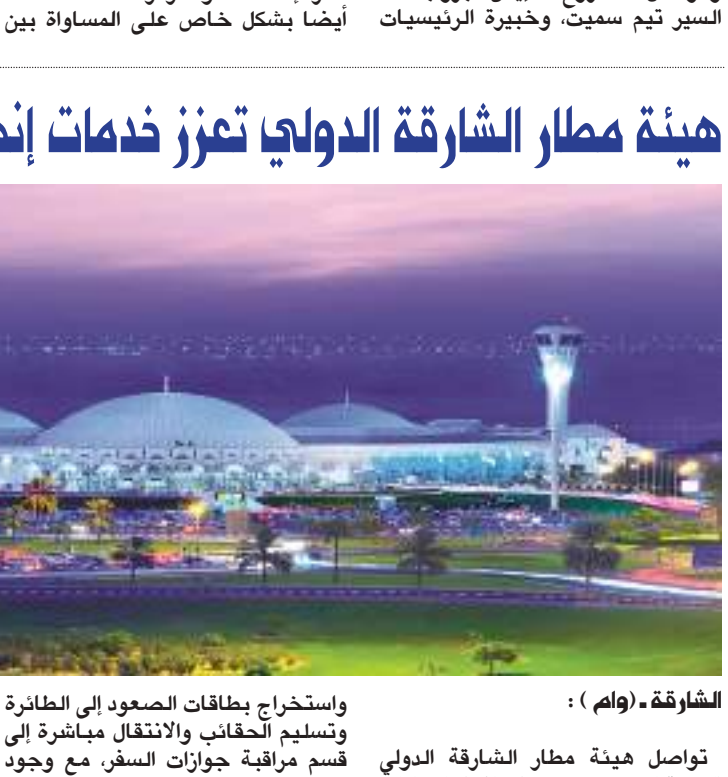 السير تيم سميت، وخبيرة الرئيسيات
أيضا بشكل خاص على المساواة بين
هيئة مطار الشارقة الدولي تعزز خدمات
الشارقة ـ (وام ) :
تواصل هيئة مطار الشارقة الدولي
واستخراج بطاقات الصعود إلى الطائرة
وتسليم الحقائب والانتقال مباشرة إلى
قسم مراقبة جوازات السفر، مع وجود